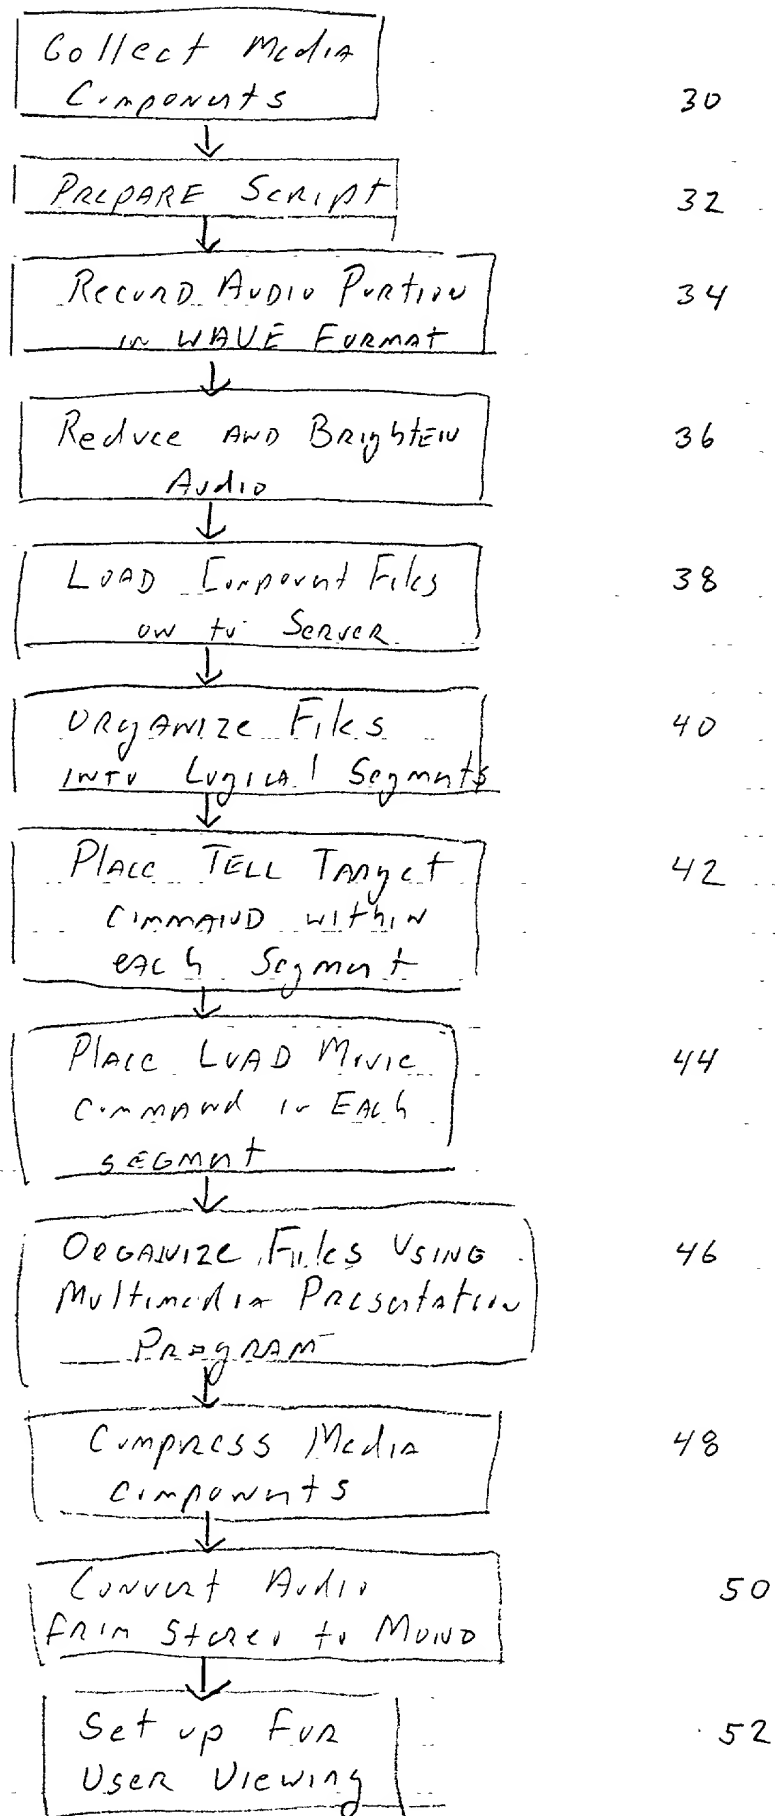 Collect Media
Components 30
PREPARE Script 32
Record Audio Portion 34
in WAVE FORMAT
Reduce AND Brighten 36
Audio
LOAD Component Files 38
on to Server
ORgANIZe Files 40
INTO Logical Segments
Place TELL Target 42
COMMAND within
each Segment
Place LOAD Movie 44
Command in Each
SEGMENT
ORGANIZE Files USING 46
Multimedia Presentation
PROgRAM
Compress Media 48
Components
Convert Audio 50
From Stereo to MONO
Set up For 52
User Viewing